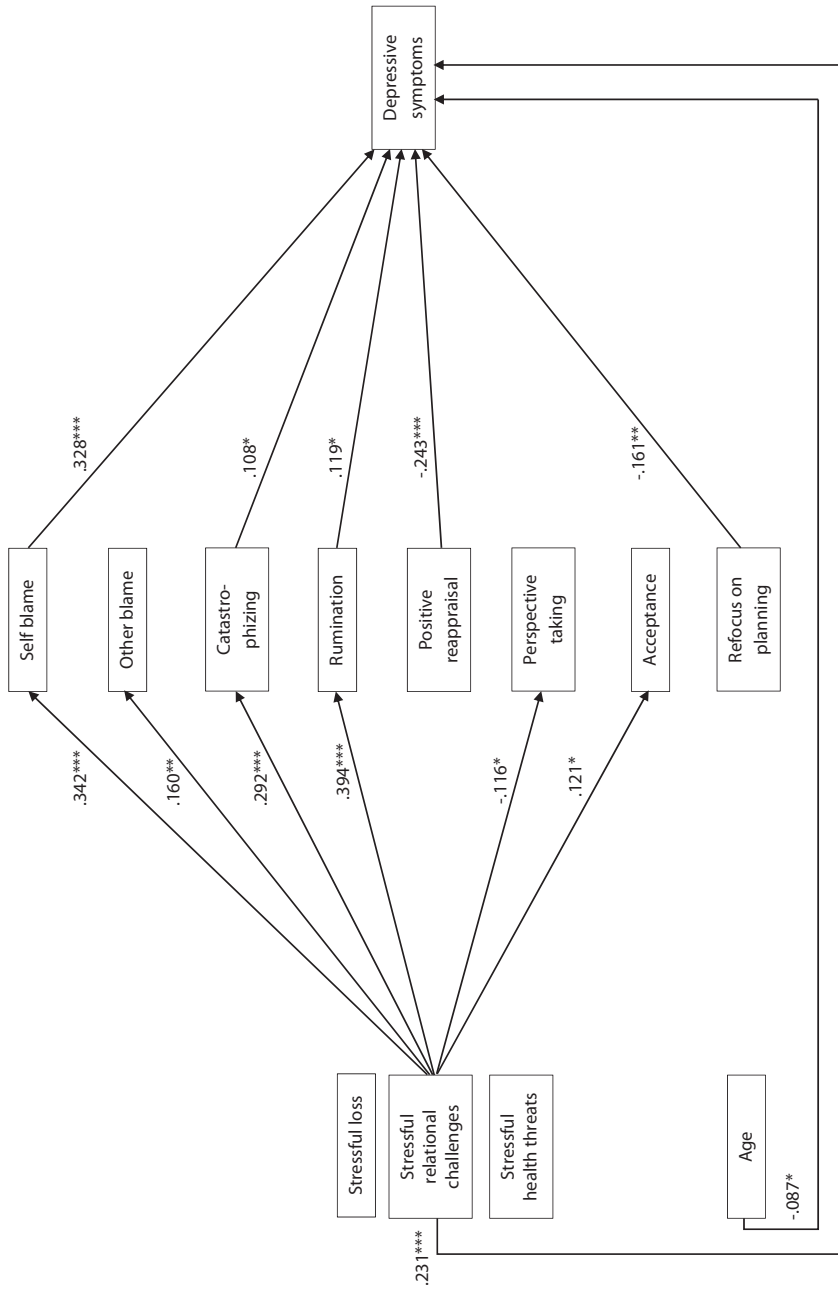 Stressful loss
Stressful
relational
challenges
Stressful
health threats
Age
.231***
-.087*
.342***
.160**
.292***
.394***
-.116*
.121*
Self blame
Other blame
Catastro-
phizing
Rumination
Positive
reappraisal
Perspective
taking
Acceptance
Refocus on
planning
.328***
.108*
.119*
-.243***
-.161**
Depressive
symptoms